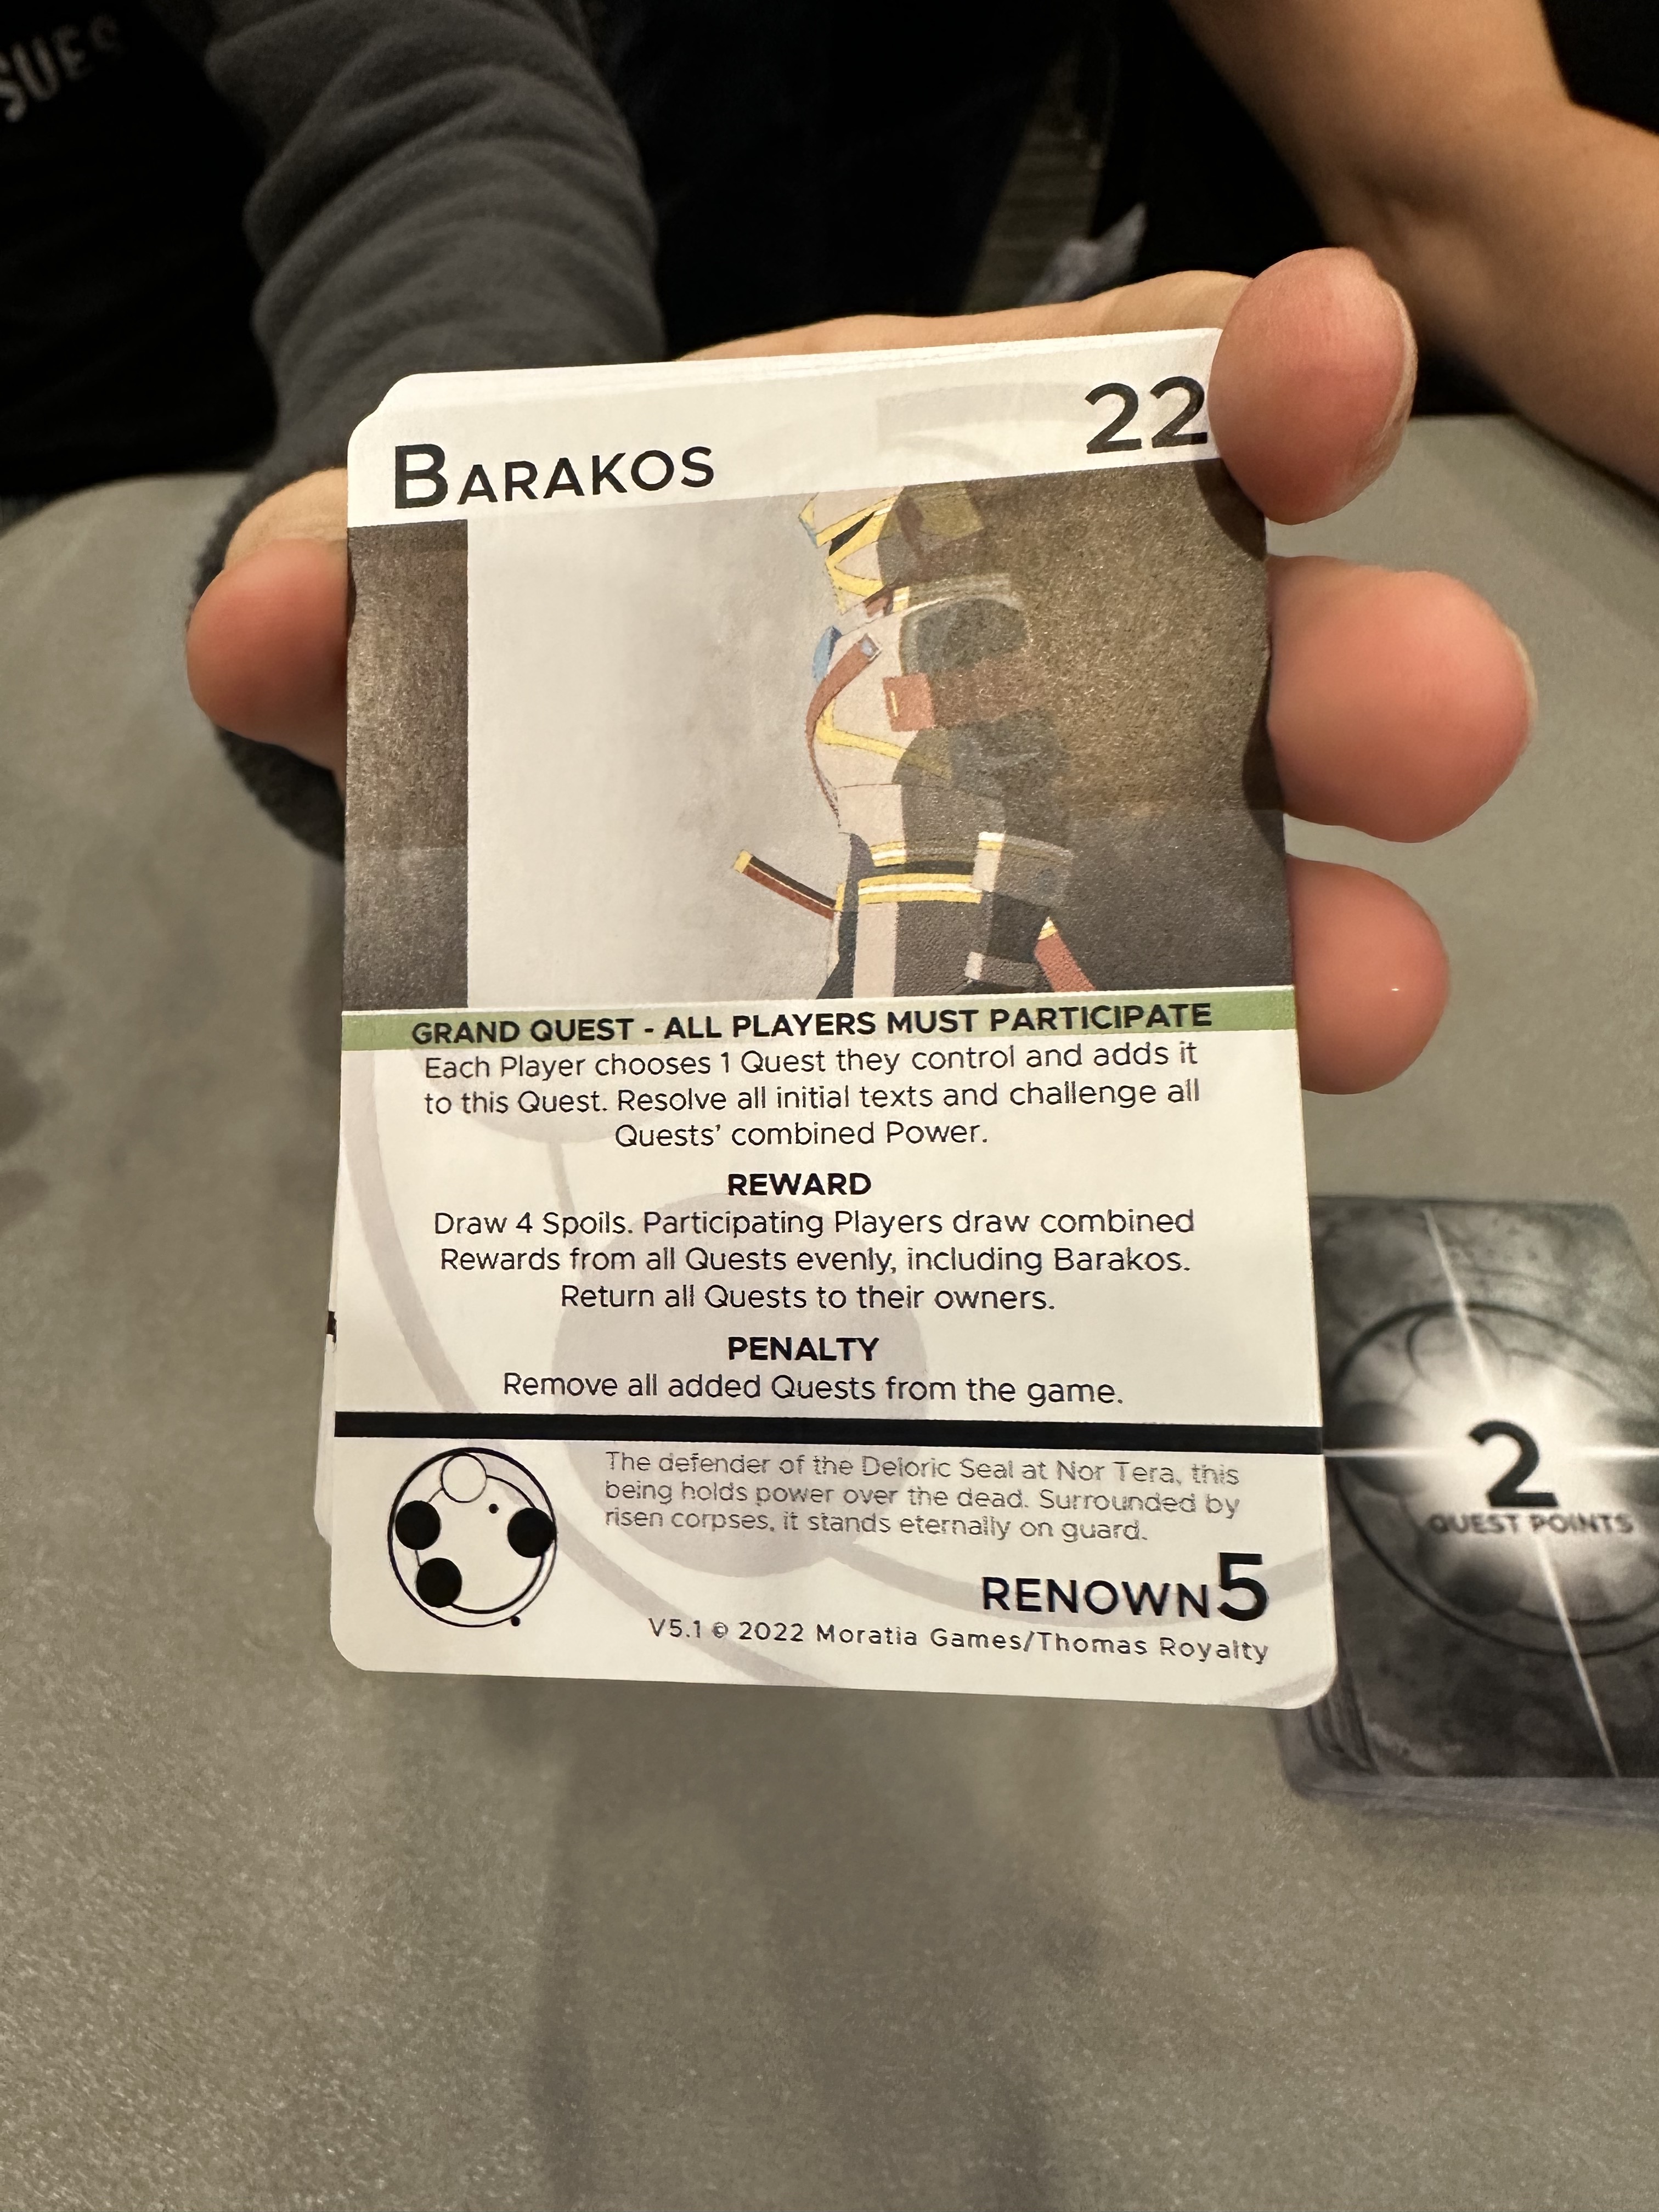 BARAKOS
22
GRAND QUEST - ALL PLAYERS MUST PARTICIPATE
Each Player chooses 1 Quest they control and adds it
to this Quest. Resolve all initial texts and challenge all
Quests' combined Power.
REWARD
Draw 4 Spoils. Participating Players draw combined
Rewards from all Quests evenly, including Barakos.
Return all Quests to their owners.
PENALTY
Remove all added Quests from the game.
The defender of the Deloric Seal at Nor Tera, this
being holds power over the dead. Surrounded by
risen corpses, it stands eternally on guard.
RENOWN 5
V5.1 © 2022 Moratia Games/Thomas Royalty
2
QUEST POINTS